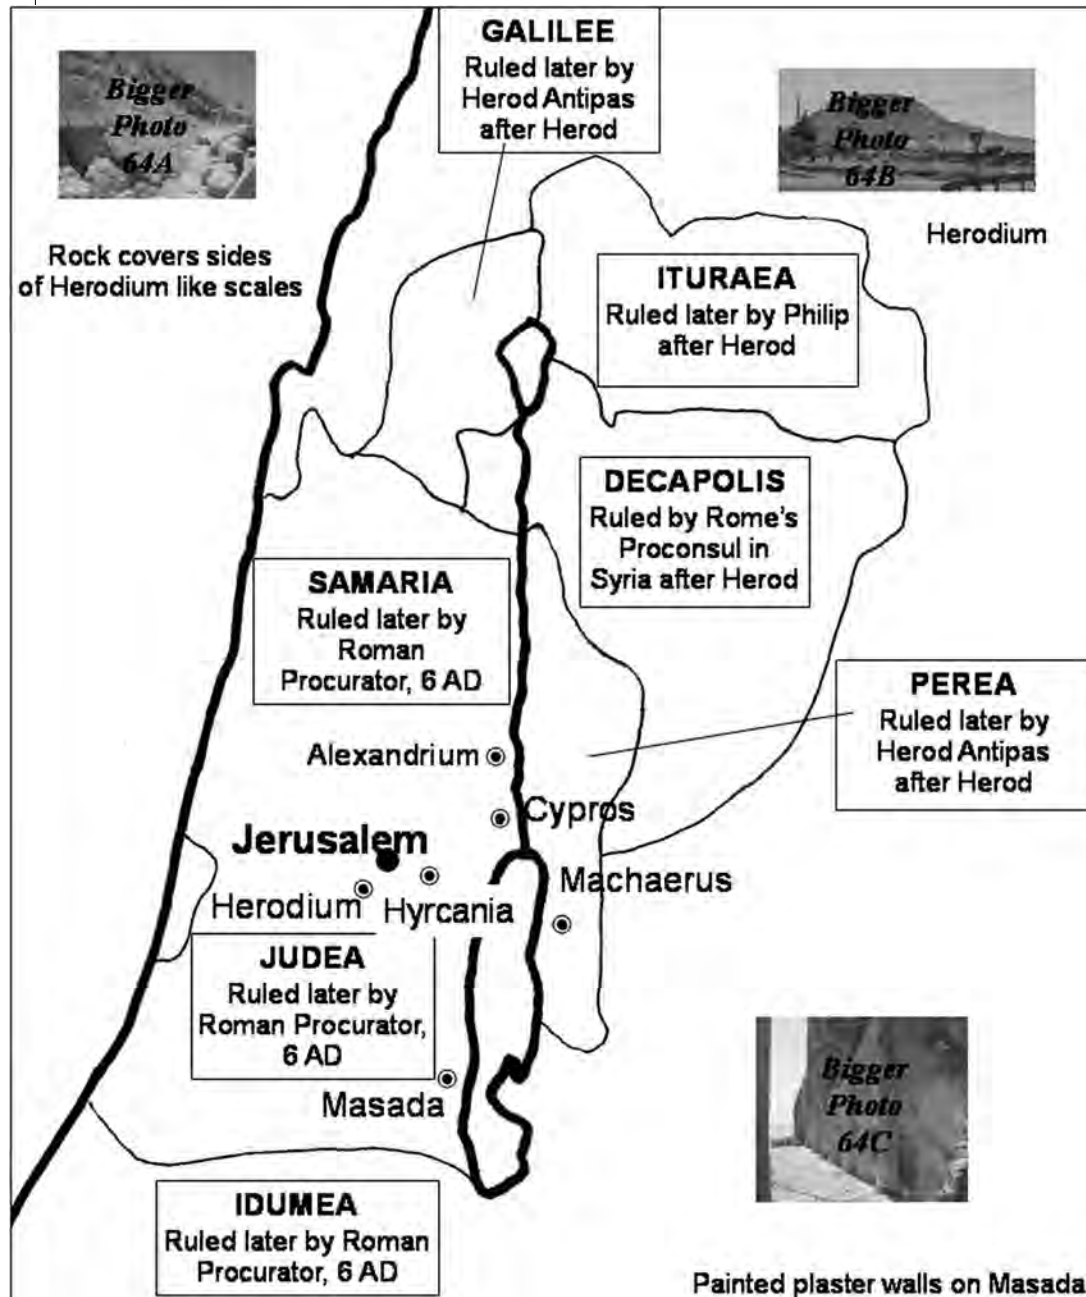 GALILEE
Ruled later by
Herod Antipas
after Herod
Bigger
Photo
64A
Rock covers sides
of Herodium like scales
Bigger
Photo
64B
Herodium
ITURAEA
Ruled later by Philip
after Herod
DECAPOLIS
Ruled by Rome's
Proconsul in
Syria after Herod
SAMARIA
Ruled later by
Roman
Procurator, 6 AD
PEREA
Ruled later by
Herod Antipas
after Herod
Alexandrium
Cypros
Jerusalem
Machaerus
Herodium
Hyrcania
JUDEA
Ruled later by
Roman Procurator,
6 AD
Masada
Bigger
Photo
64C
IDUMEA
Ruled later by Roman
Procurator, 6 AD
Painted plaster walls on Masada